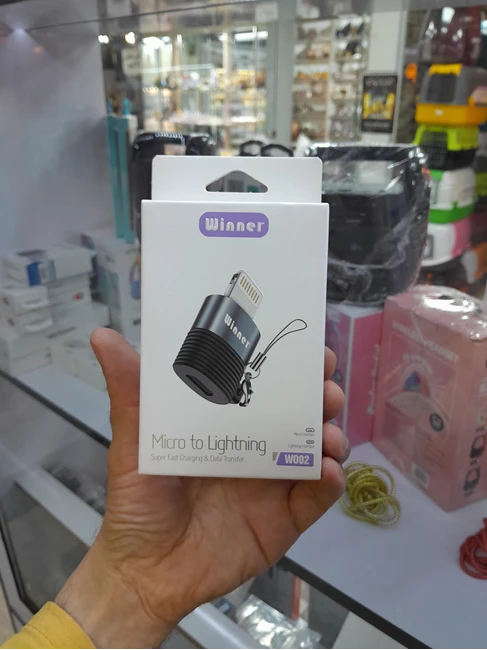 Winner
Winner
Micro to Lightning
Super Fast Charging & Data Transfer
W002